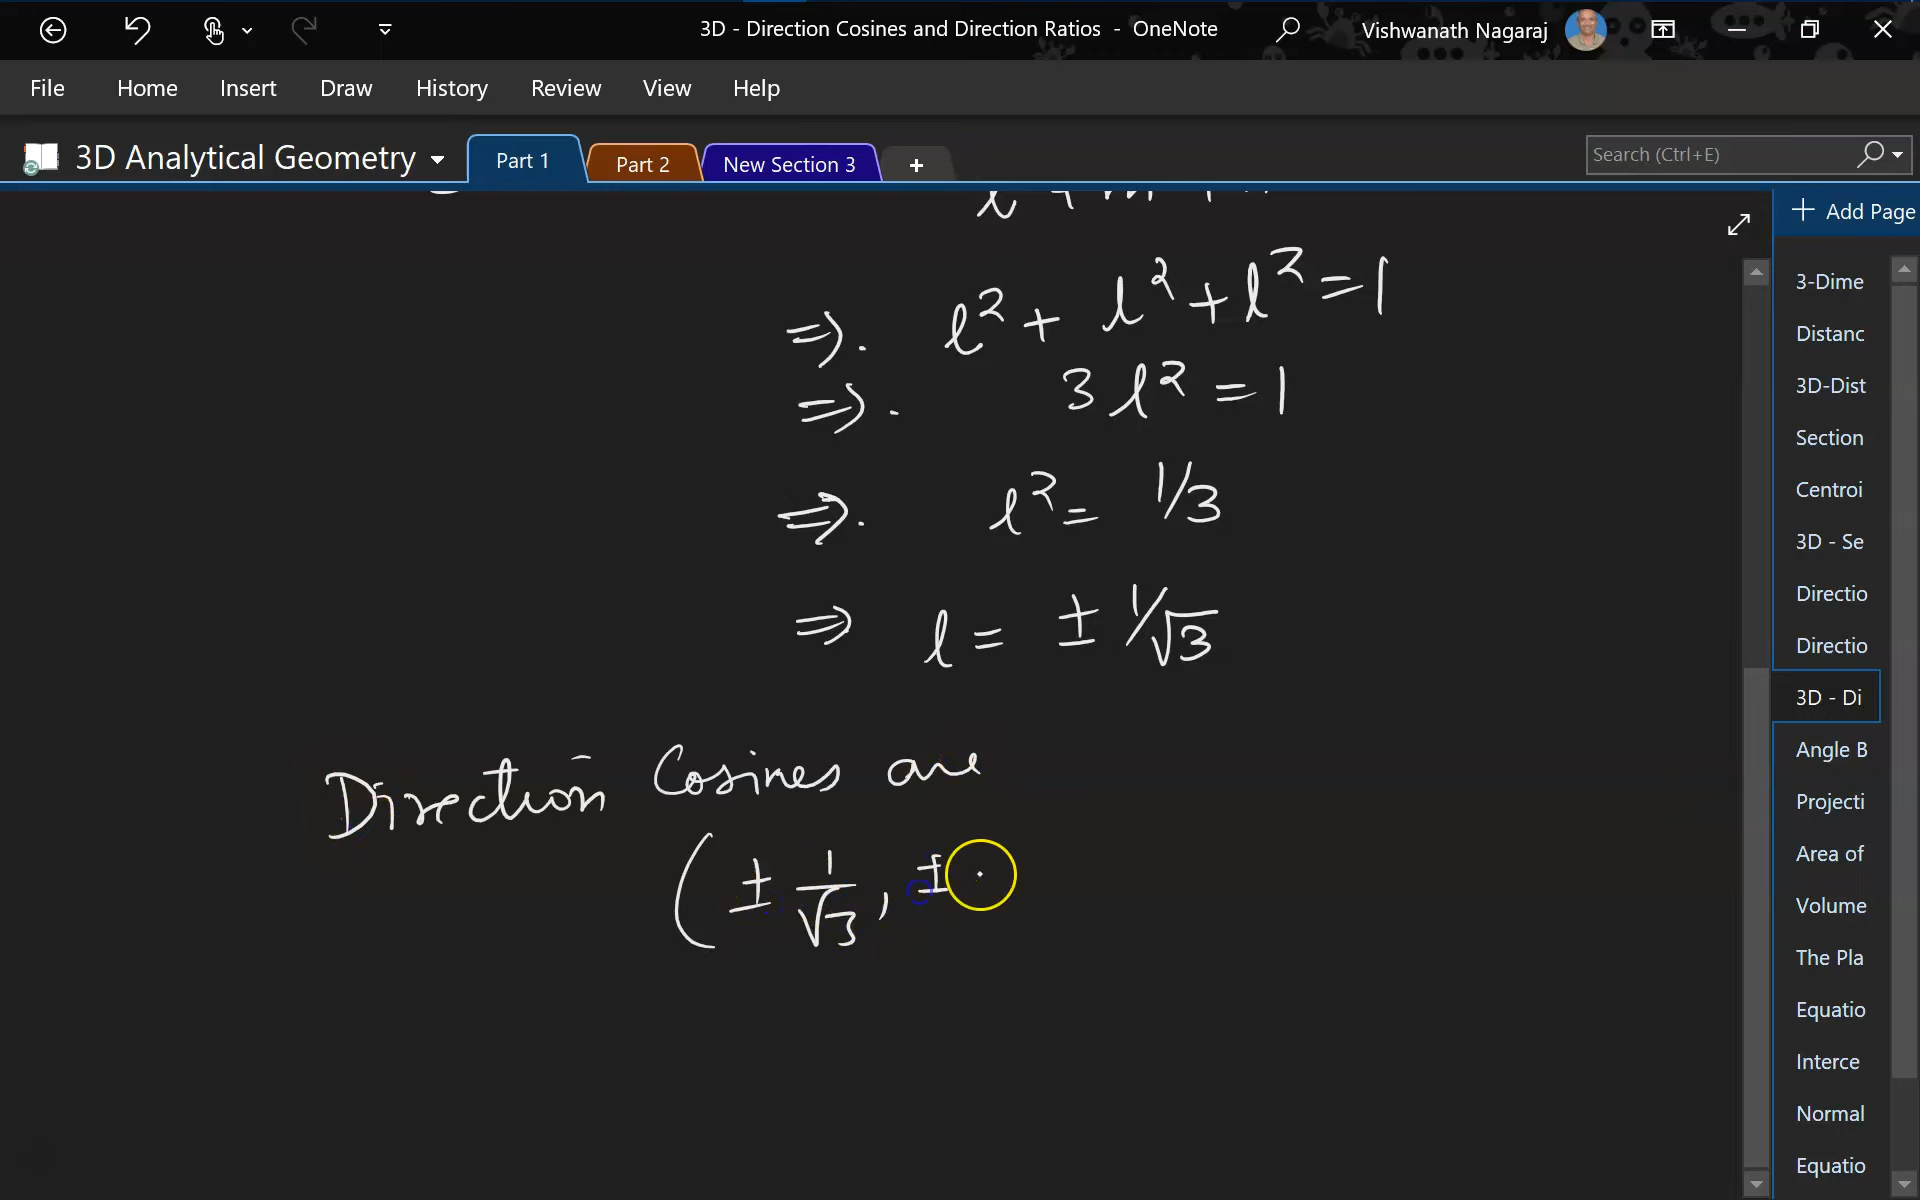 3D - Direction Cosines and Direction Ratios - OneNote
Vishwanath Nagaraj
File Home Insert Draw History Review View Help
3D Analytical Geometry
Part 1
Part 2
New Section 3
+
Search (Ctrl+E)
+ Add Page
3-Dime
Distanc
3D-Dist
Section
Centroi
3D - Se
Directio
Directio
3D - Di
Angle B
Projecti
Area of
Volume
The Pla
Equatio
Interce
Normal
Equatio
⇒. l² + l² + l² = 1
⇒. 3l² = 1
⇒. l² = 1/3
⇒ l = ± 1/√3
Direction Cosines are
(± 1/√3, ±